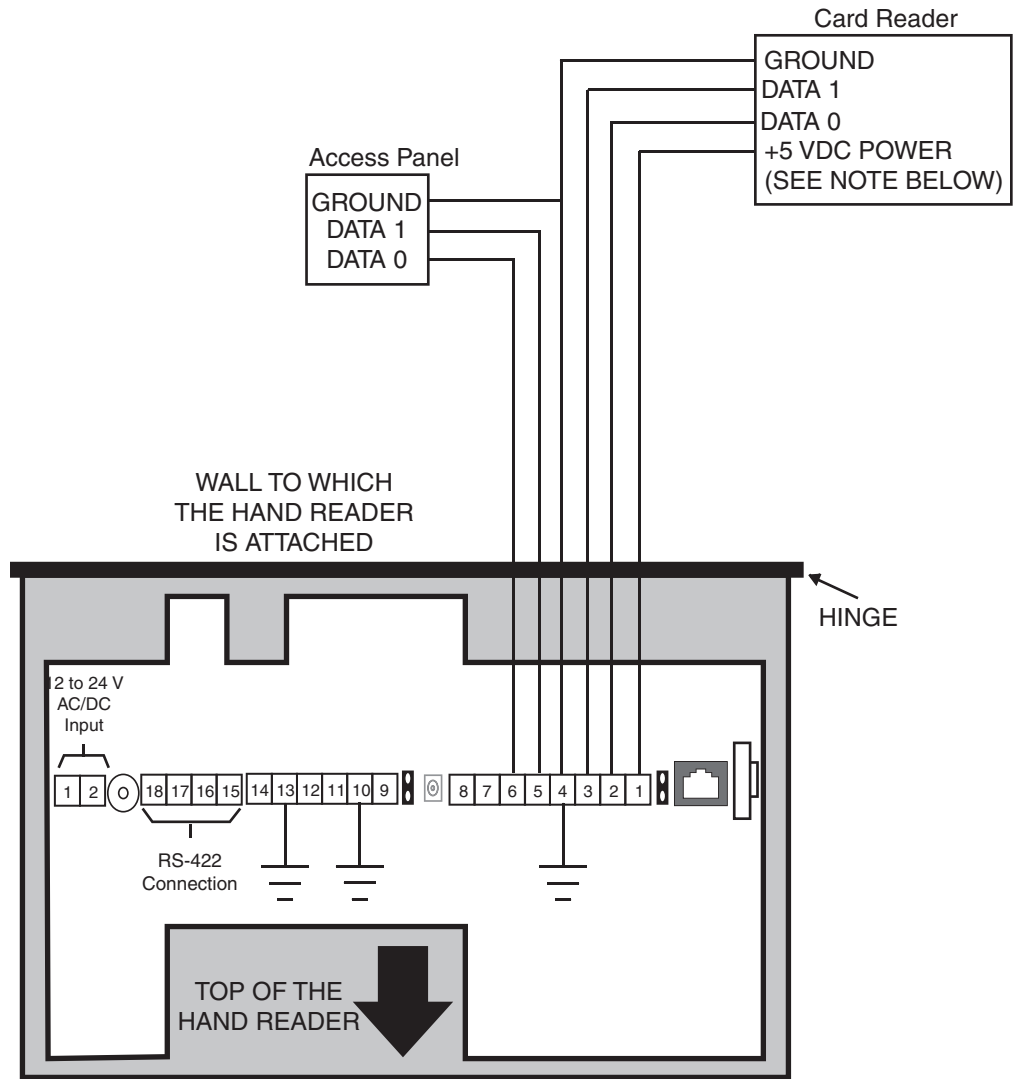 Card Reader
GROUND
DATA 1
DATA 0
+5 VDC POWER
(SEE NOTE BELOW)
Access Panel
GROUND
DATA 1
DATA 0
WALL TO WHICH
THE HAND READER
IS ATTACHED
HINGE
12 to 24 V
AC/DC
Input
1 2 18 17 16 15 14 13 12 11 10 9 8 7 6 5 4 3 2 1
RS-422
Connection
TOP OF THE
HAND READER